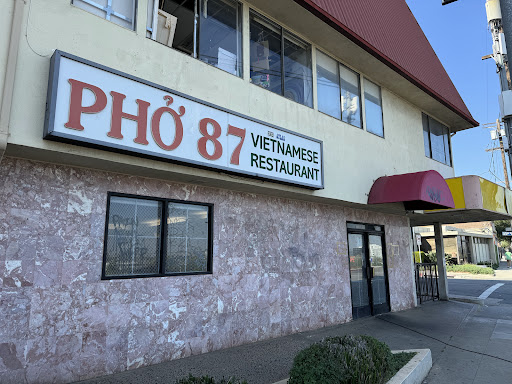 PHỞ 87
VIETNAMESE
RESTAURANT